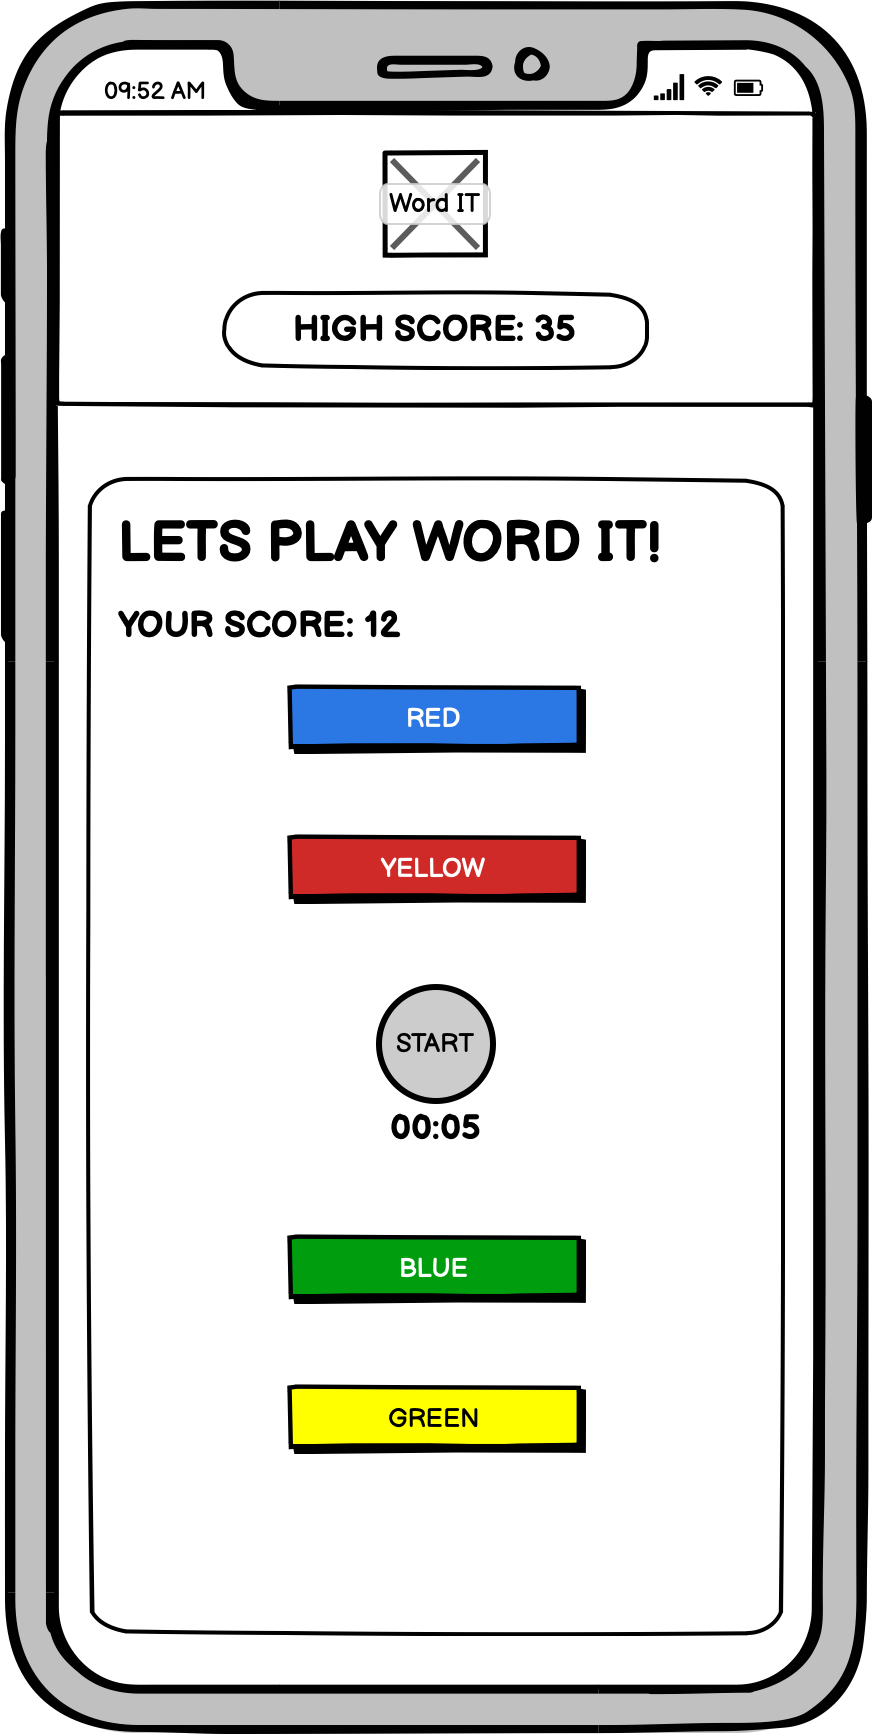 09:52 AM
Word IT
HIGH SCORE: 35
LETS PLAY WORD IT!
YOUR SCORE: 12
RED
YELLOW
START
00:05
BLUE
GREEN